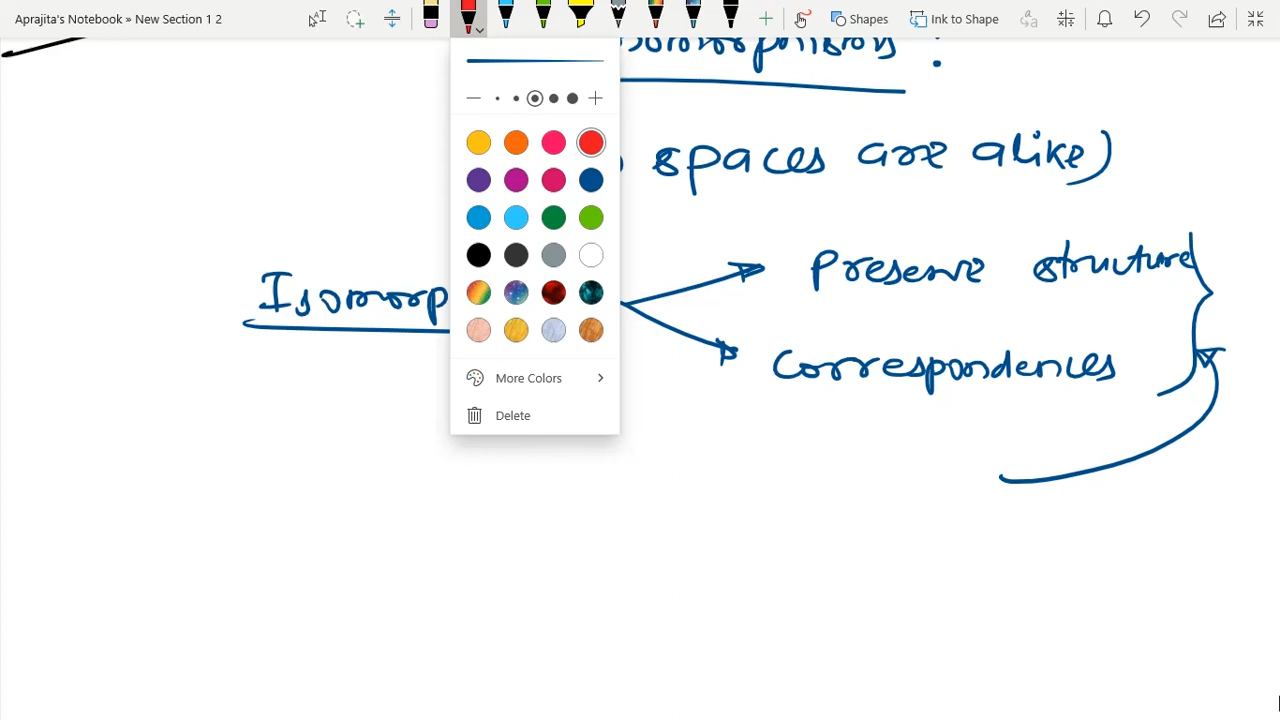 Aprajita's Notebook » New Section 1 2
Shapes
Ink to Shape
:
spaces are alike)
Preserve structure
Isomorp
Correspondences
More Colors
Delete